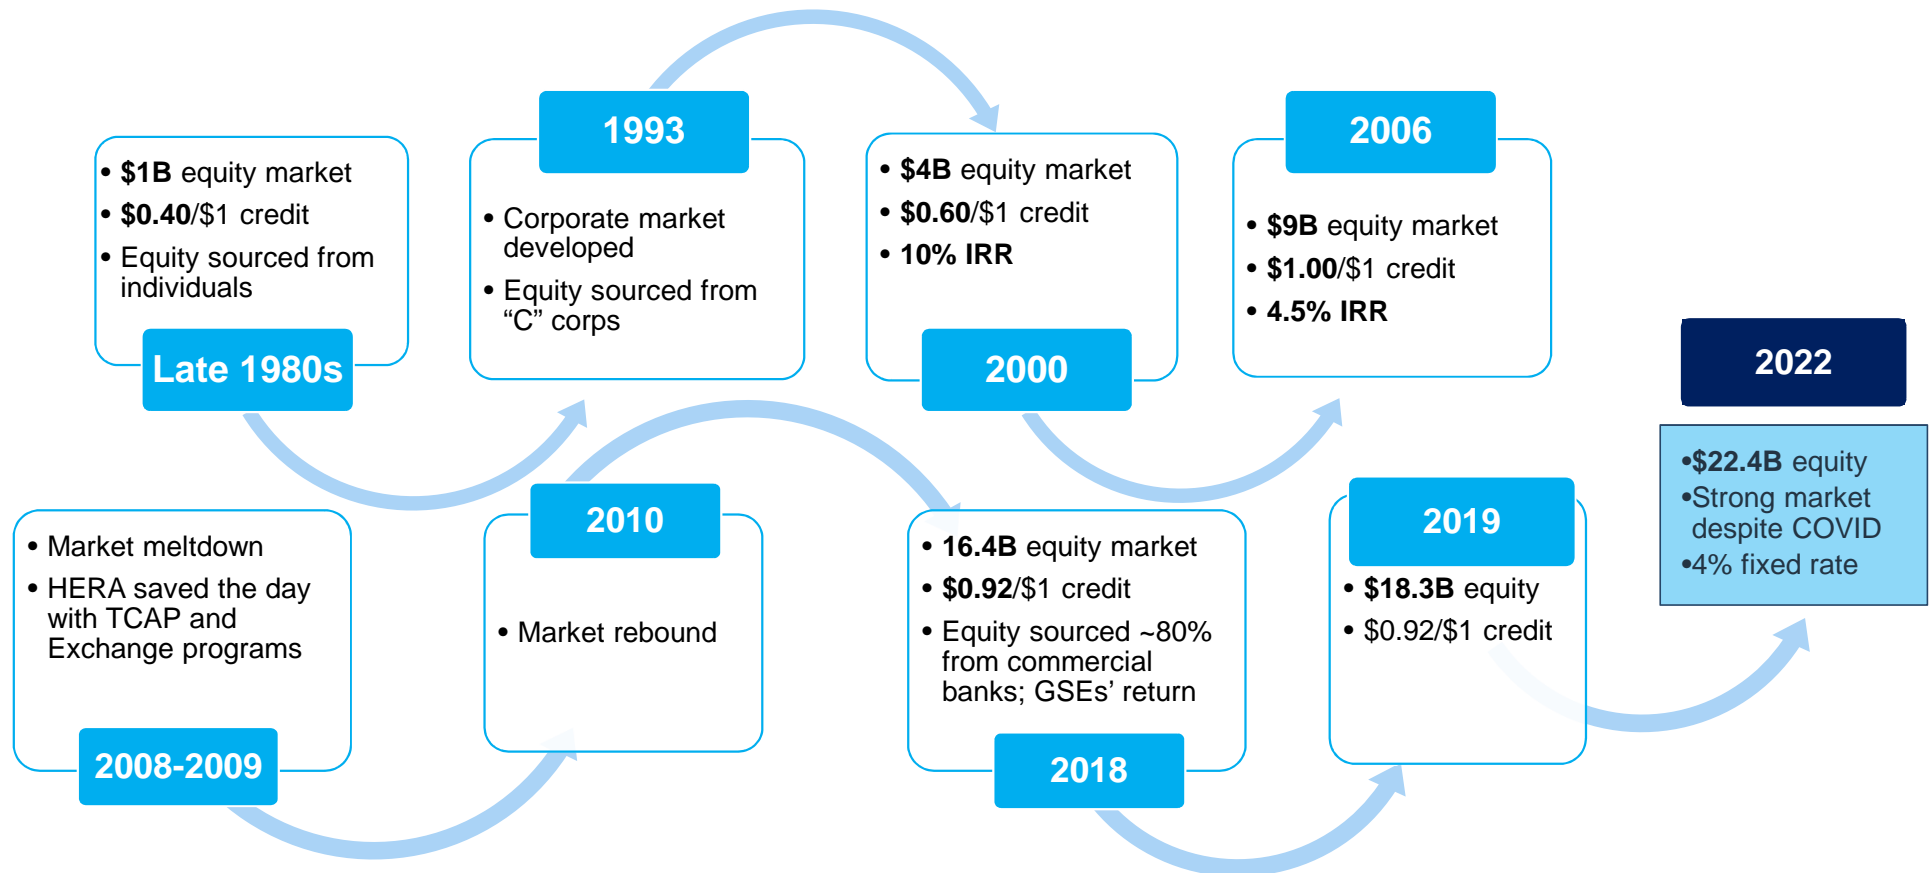 • $1B equity market
• $0.40/$1 credit
• Equity sourced from
individuals
Late 1980s
1993
• Corporate market
developed
• Equity sourced from
“C” corps
• $4B equity market
• $0.60/$1 credit
• 10% IRR
2000
2006
• $9B equity market
• $1.00/$1 credit
• 4.5% IRR
• Market meltdown
• HERA saved the day
with TCAP and
Exchange programs
2008-2009
2010
• Market rebound
• 16.4B equity market
• $0.92/$1 credit
• Equity sourced ~80%
from commercial
banks; GSEs’ return
2018
2019
• $18.3B equity
• $0.92/$1 credit
2022
•$22.4B equity
•Strong market
despite COVID
•4% fixed rate